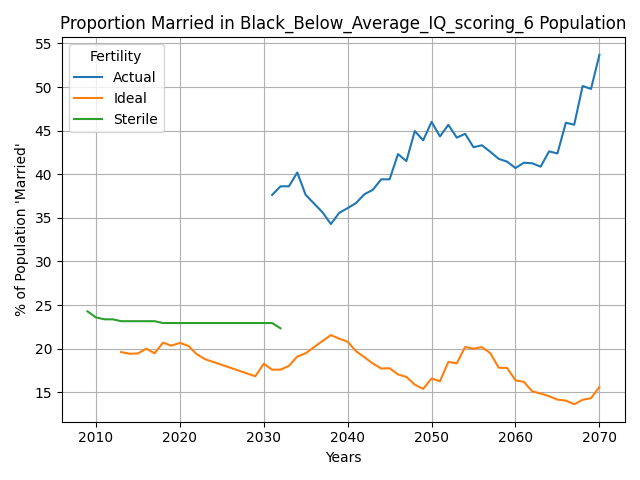 Proportion Married in Black_Below_Average_IQ_scoring_6 Population
% of Population 'Married'
55
50
45
40
35
30
25
20
15
Fertility
Actual
Ideal
Sterile
2010 2020 2030 2040 2050 2060 2070
Years